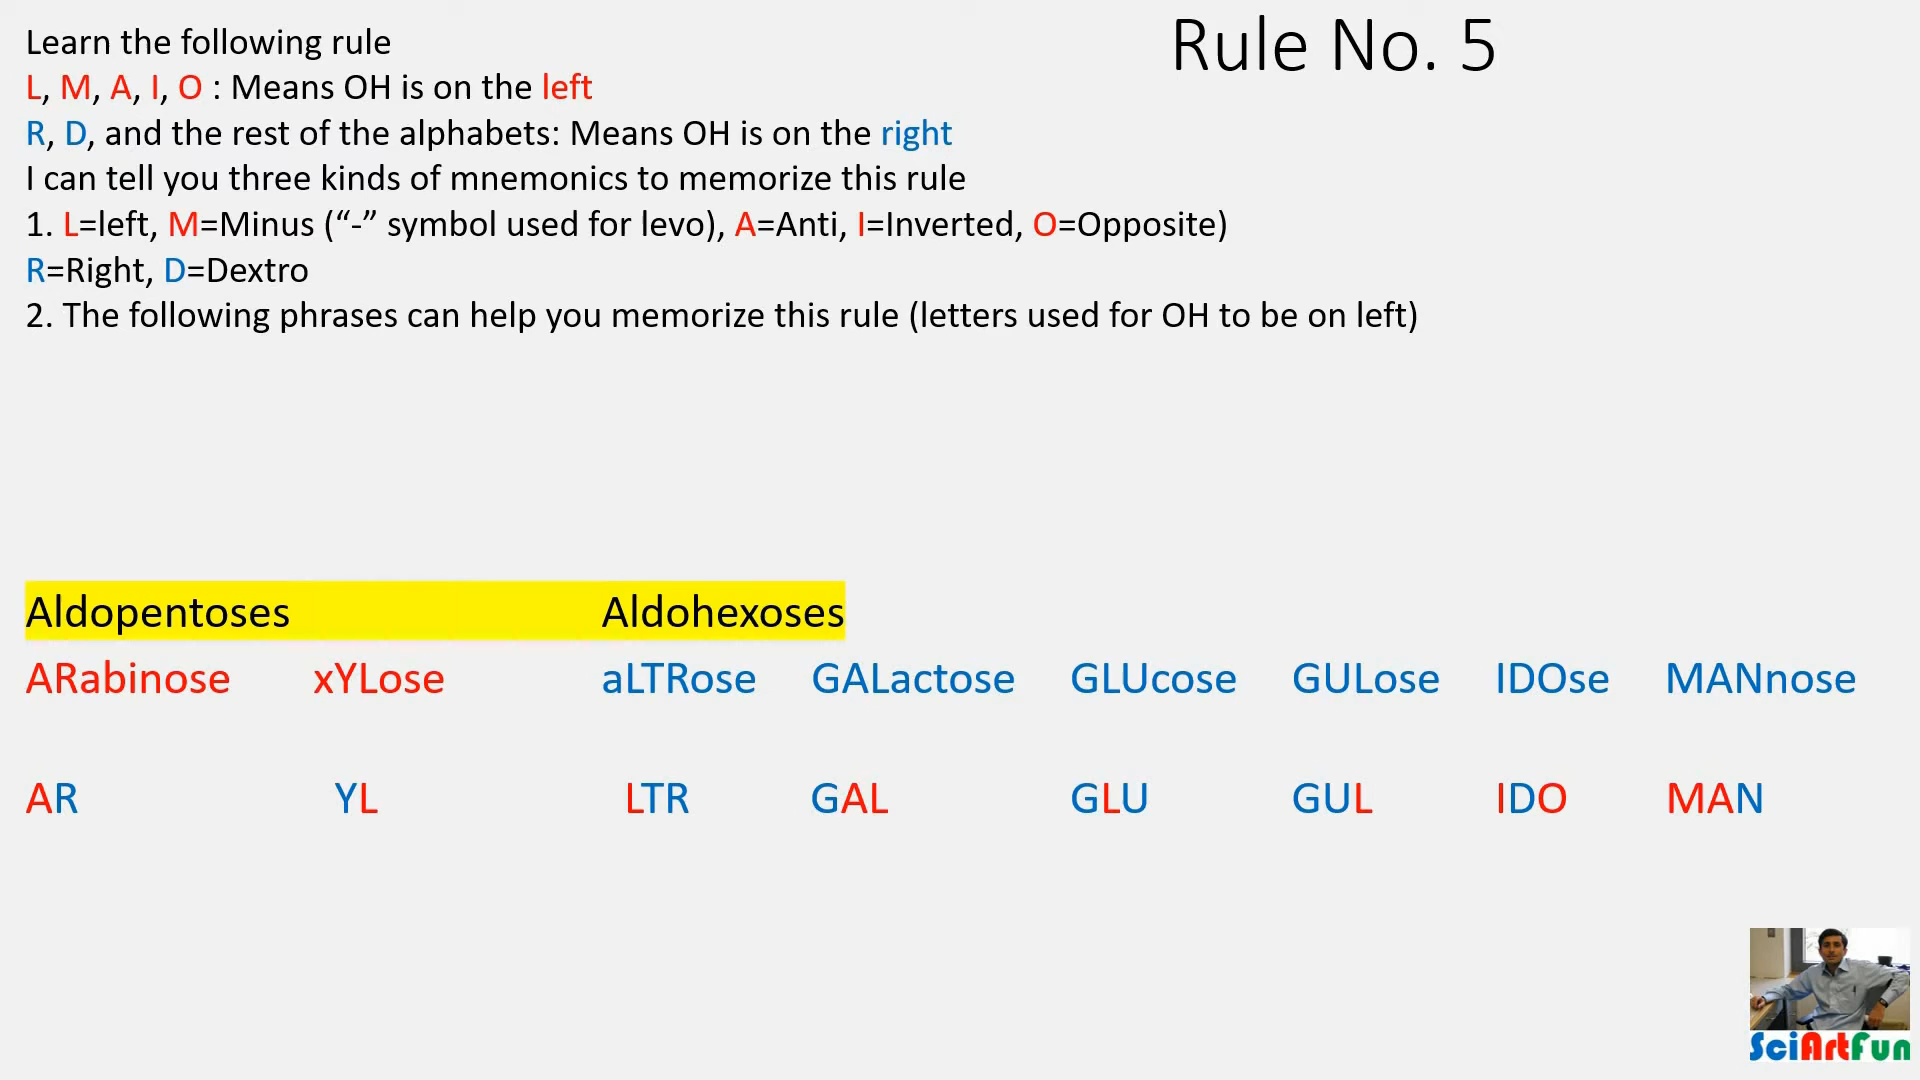 Rule No. 5
Learn the following rule
L, M, A, I, O : Means OH is on the left
R, D, and the rest of the alphabets: Means OH is on the right
I can tell you three kinds of mnemonics to memorize this rule
1. L=left, M=Minus (“-” symbol used for levo), A=Anti, I=Inverted, O=Opposite)
R=Right, D=Dextro
2. The following phrases can help you memorize this rule (letters used for OH to be on left)
Aldopentoses Aldohexoses
ARabinose xYLose aLTRose GALactose GLUcose GULose IDOse MANnose
AR YL LTR GAL GLU GUL IDO MAN
SciArtFun